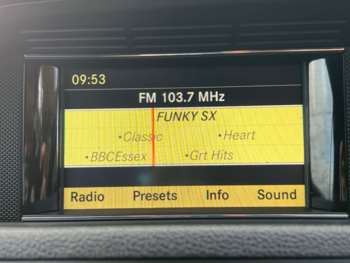 09:53
FM 103.7 MHz
FUNKY SX
•Classic •Heart
•BBCEssex •Grt Hits
Radio Presets Info Sound